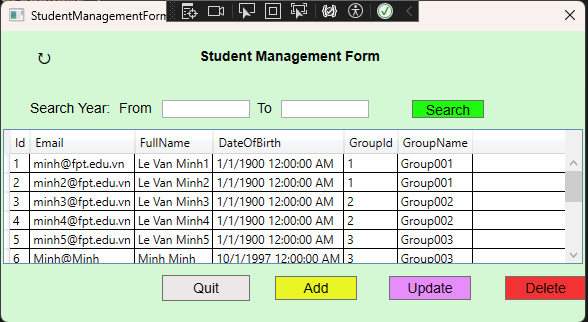 StudentManagementForm
↻ Student Management Form
Search Year: From To Search
Id Email FullName DateOfBirth GroupId GroupName
1 minh@fpt.edu.vn Le Van Minh1 1/1/1900 12:00:00 AM 1 Group001
2 minh2@fpt.edu.vn Le Van Minh2 1/1/1900 12:00:00 AM 1 Group001
3 minh3@fpt.edu.vn Le Van Minh3 1/1/1900 12:00:00 AM 2 Group002
4 minh4@fpt.edu.vn Le Van Minh4 1/1/1900 12:00:00 AM 2 Group002
5 minh5@fpt.edu.vn Le Van Minh5 1/1/1900 12:00:00 AM 3 Group003
6 Minh@Minh Minh Minh 10/1/1997 12:00:00 AM 3 Group003
Quit Add Update Delete